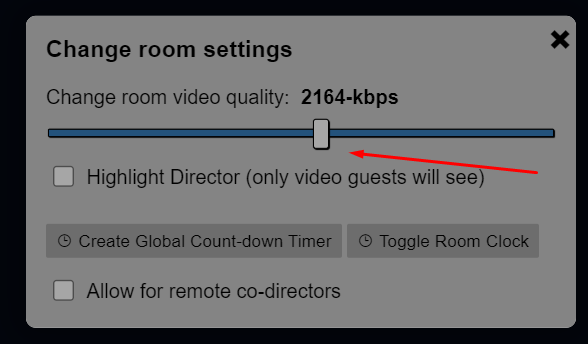 Change room settings
Change room video quality: 2164-kbps
Highlight Director (only video guests will see)
Create Global Count-down Timer
Toggle Room Clock
Allow for remote co-directors